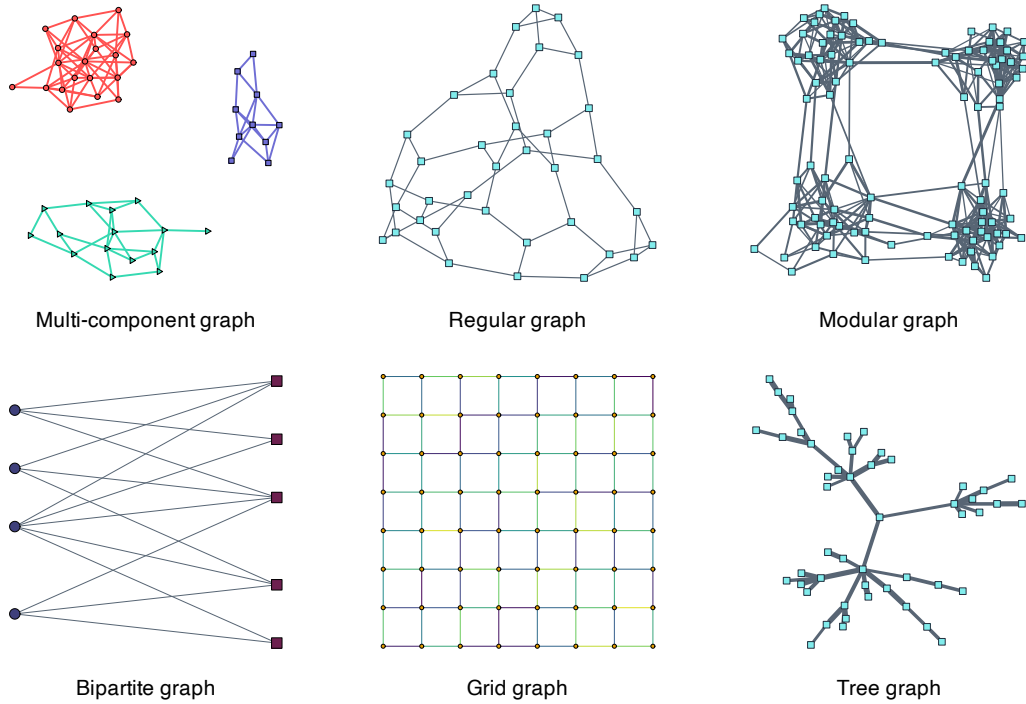 Multi-component graph
Regular graph
Modular graph
Bipartite graph
Grid graph
Tree graph